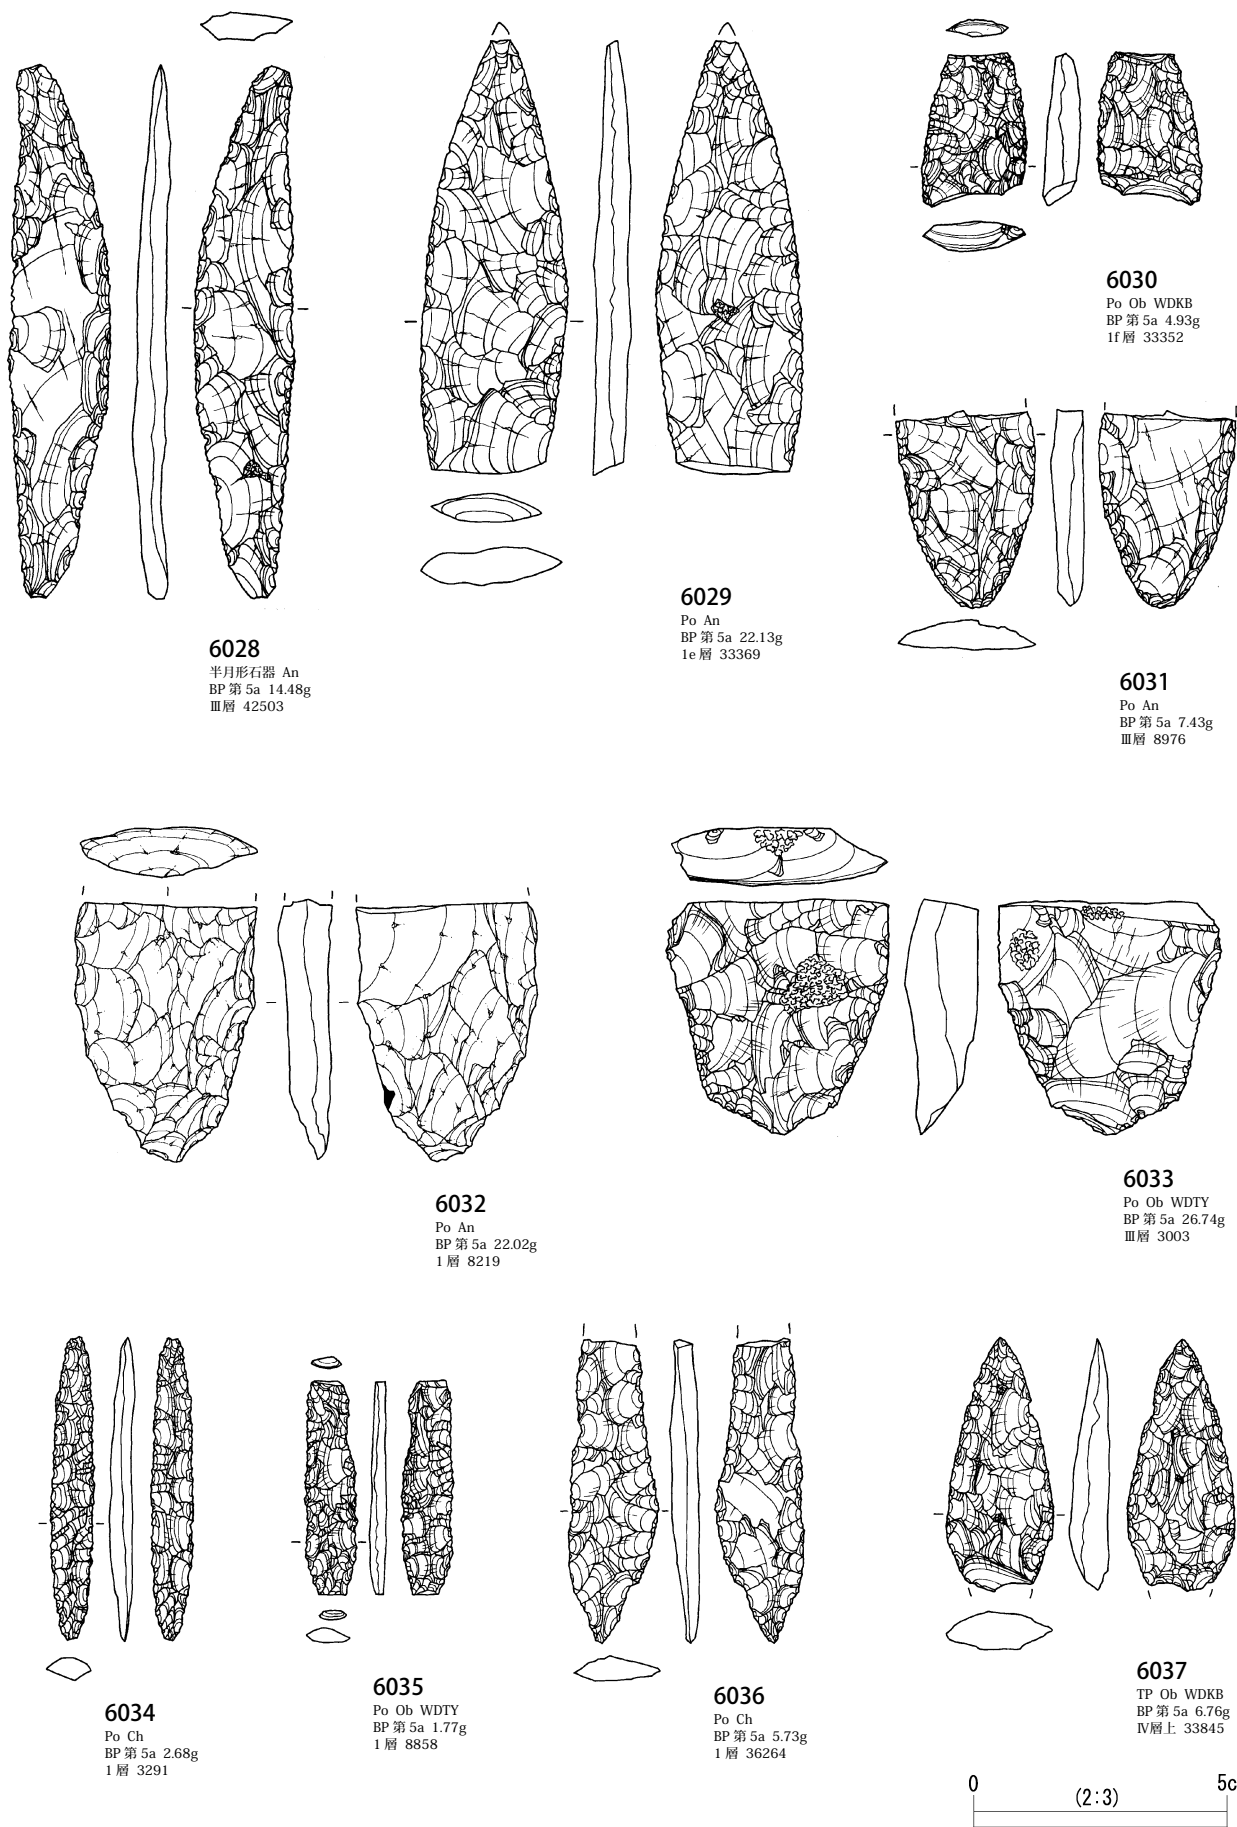 6028
半月形石器 An
BP 第 5a 14.48g
Ⅲ層 42503
6029
Po An
BP 第 5a 22.13g
1e 層 33369
6030
Po Ob WDKB
BP 第 5a 4.93g
1f 層 33352
6031
Po An
BP 第 5a 7.43g
Ⅲ層 8976
6032
Po An
BP 第 5a 22.02g
1 層 8219
6033
Po Ob WDTY
BP 第 5a 26.74g
Ⅲ層 3003
6034
Po Ch
BP 第 5a 2.68g
1 層 3291
6035
Po Ob WDTY
BP 第 5a 1.77g
1 層 8858
6036
Po Ch
BP 第 5a 5.73g
1 層 36264
6037
TP Ob WDKB
BP 第 5a 6.76g
Ⅳ層上 33845
0 (2:3) 5c